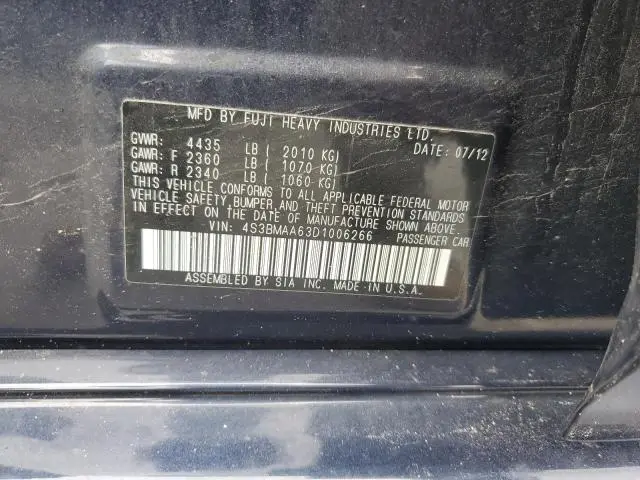 MFD BY FUJI HEAVY INDUSTRIES LTD.
GVWR: 4435 LB ( 2010 KG) DATE: 07/12
GAWR: F 2360 LB ( 1070 KG)
GAWR: R 2340 LB ( 1060 KG)
THIS VEHICLE CONFORMS TO ALL APPLICABLE FEDERAL MOTOR
VEHICLE SAFETY, BUMPER, AND THEFT PREVENTION STANDARDS
IN EFFECT ON THE DATE OF MANUFACTURE SHOWN ABOVE.
VIN: 4S3BMAA63D1006266 PASSENGER CAR
ASSEMBLED BY SIA INC. MADE IN U.S.A.